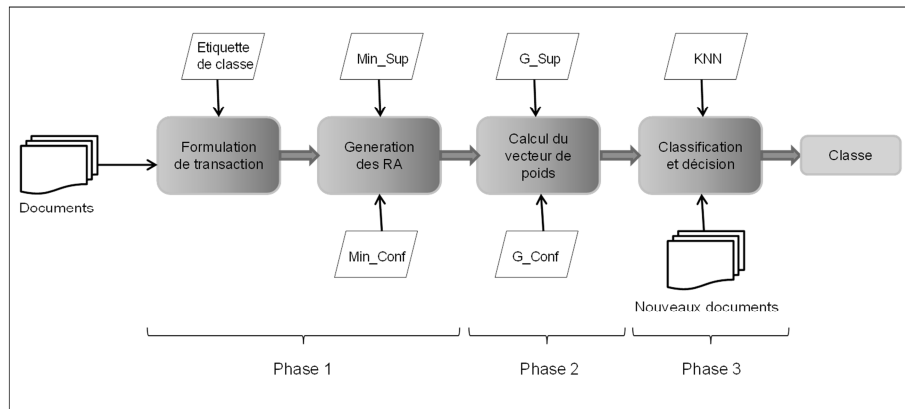 Etiquette
de classe
Min_Sup
G_Sup
KNN
Formulation
de transaction
Generation
des RA
Calcul du
vecteur de
poids
Classification
et décision
Classe
Documents
Min_Conf
G_Conf
Nouveaux documents
Phase 1
Phase 2
Phase 3